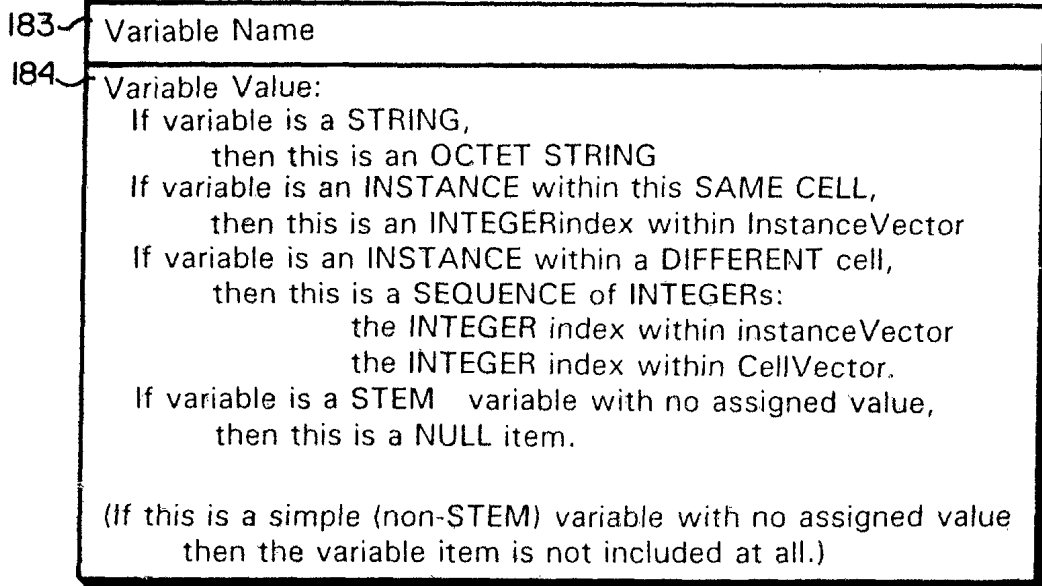 183 Variable Name
184 Variable Value:
If variable is a STRING,
then this is an OCTET STRING
If variable is an INSTANCE within this SAME CELL,
then this is an INTEGERindex within InstanceVector
If variable is an INSTANCE within a DIFFERENT cell,
then this is a SEQUENCE of INTEGERs:
the INTEGER index within instanceVector
the INTEGER index within CellVector.
If variable is a STEM variable with no assigned value,
then this is a NULL item.
(If this is a simple (non-STEM) variable with no assigned value
then the variable item is not included at all.)